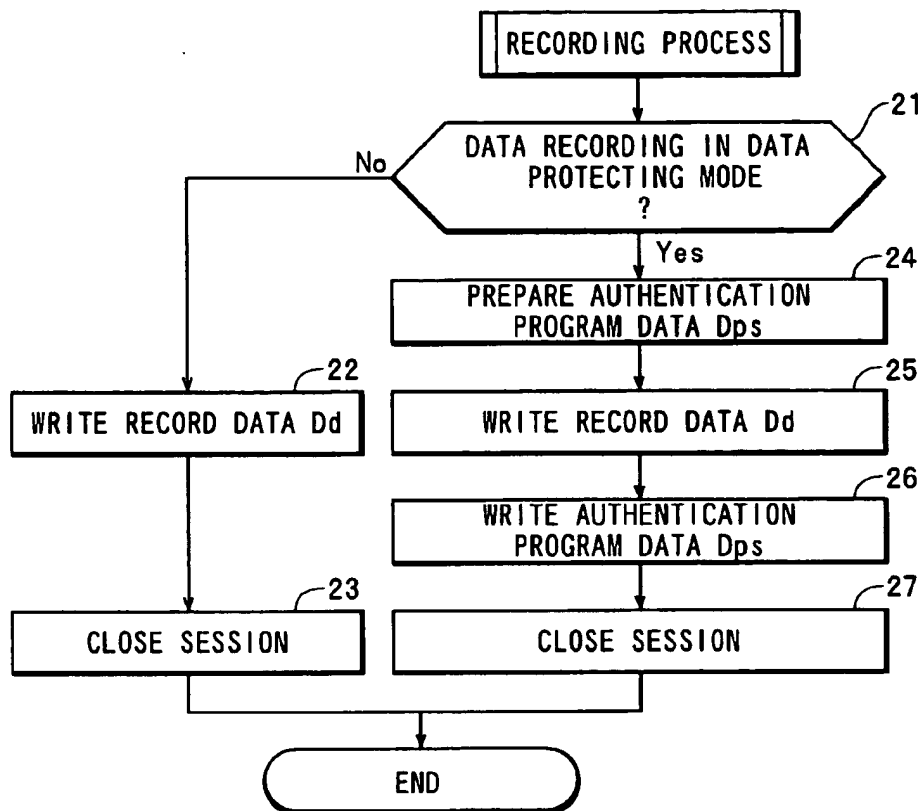 RECORDING PROCESS
21
DATA RECORDING IN DATA
PROTECTING MODE
?
No
Yes
24
PREPARE AUTHENTICATION
PROGRAM DATA Dps
22
WRITE RECORD DATA Dd
25
WRITE RECORD DATA Dd
26
WRITE AUTHENTICATION
PROGRAM DATA Dps
23
CLOSE SESSION
27
CLOSE SESSION
END